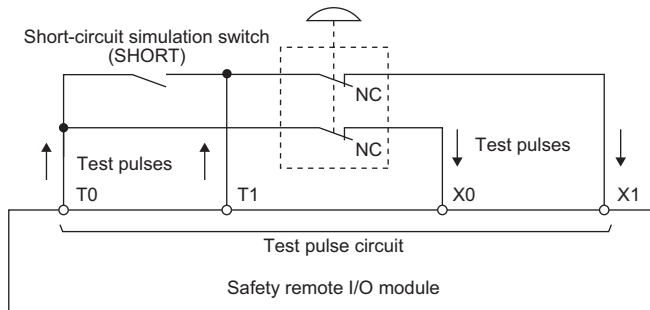 Short-circuit simulation switch
(SHORT)
NC
NC
Test pulses
Test pulses
T0
T1
X0
X1
Test pulse circuit
Safety remote I/O module